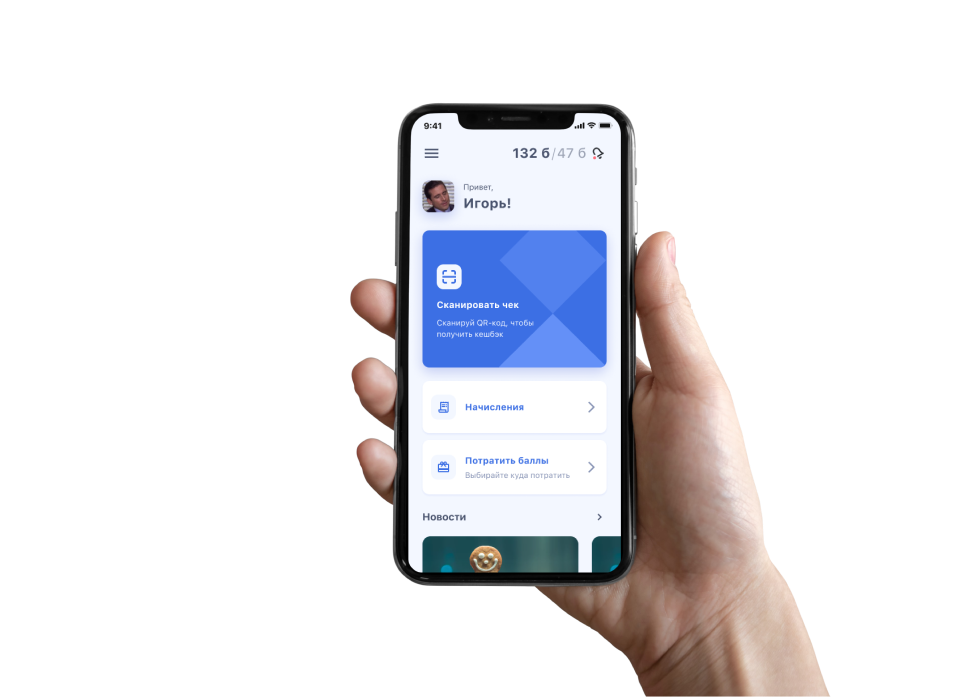 9:41
132 б/47 б
Привет,
Игорь!
Сканировать чек
Сканируй QR-код, чтобы
получить кешбэк
Начисления
Потратить баллы
Выбирайте куда потратить
Новости